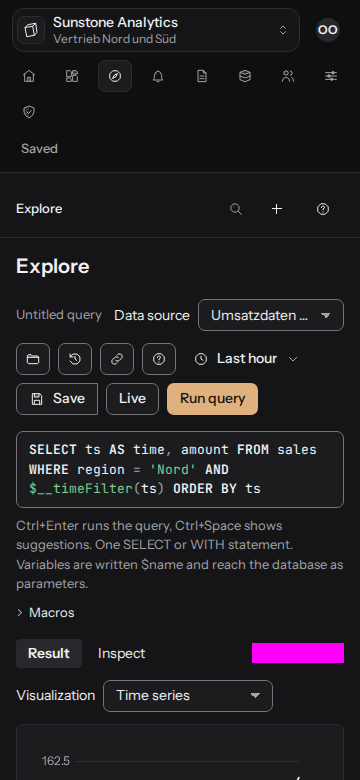 Sunstone Analytics
Vertrieb Nord und Süd
OO
Saved
Explore
Explore
Untitled query Data source Umsatzdaten ...
Last hour
Save Live Run query
SELECT ts AS time, amount FROM sales
WHERE region = 'Nord' AND
$__timeFilter(ts) ORDER BY ts
Ctrl+Enter runs the query, Ctrl+Space shows
suggestions. One SELECT or WITH statement.
Variables are written $name and reach the database as
parameters.
Macros
Result Inspect
Visualization Time series
162.5